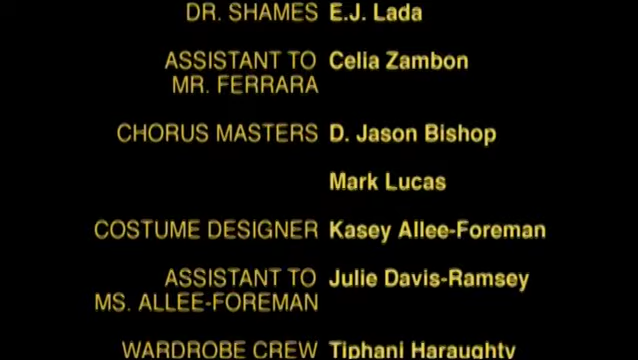 DR. SHAMES E.J. Lada
ASSISTANT TO Celia Zambon
MR. FERRARA
CHORUS MASTERS D. Jason Bishop
Mark Lucas
COSTUME DESIGNER Kasey Allee-Foreman
ASSISTANT TO Julie Davis-Ramsey
MS. ALLEE-FOREMAN
WARDROBE CREW Tiphani Haraughty